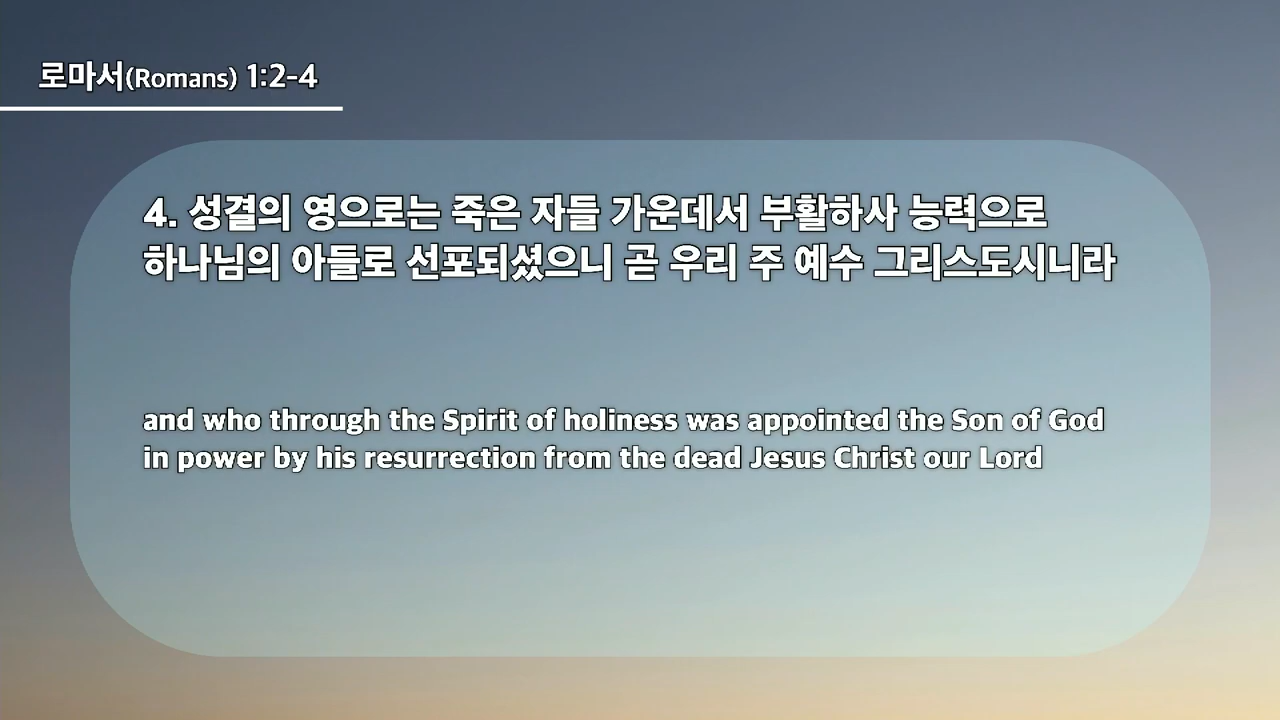 로마서(Romans) 1:2-4
4. 성결의 영으로는 죽은 자들 가운데서 부활하사 능력으로
하나님의 아들로 선포되셨으니 곧 우리 주 예수 그리스도시니라
and who through the Spirit of holiness was appointed the Son of God
in power by his resurrection from the dead Jesus Christ our Lord